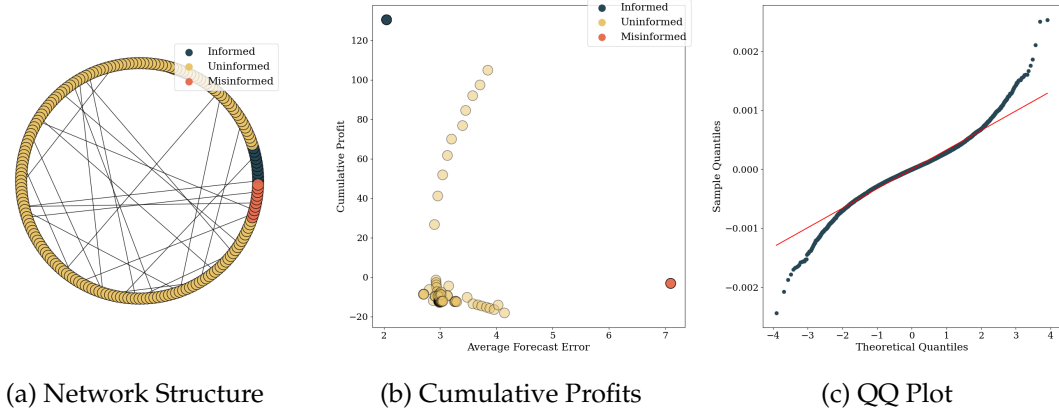 Informed
Uninformed
Misinformed
(a) Network Structure
Informed
Uninformed
Misinformed
Cumulative Profit
120
100
80
60
40
20
0
−20
2
3
4
5
6
7
Average Forecast Error
(b) Cumulative Profits
Sample Quantiles
0.002
0.001
0.000
−0.001
−0.002
−4
−3
−2
−1
0
1
2
3
4
Theoretical Quantiles
(c) QQ Plot